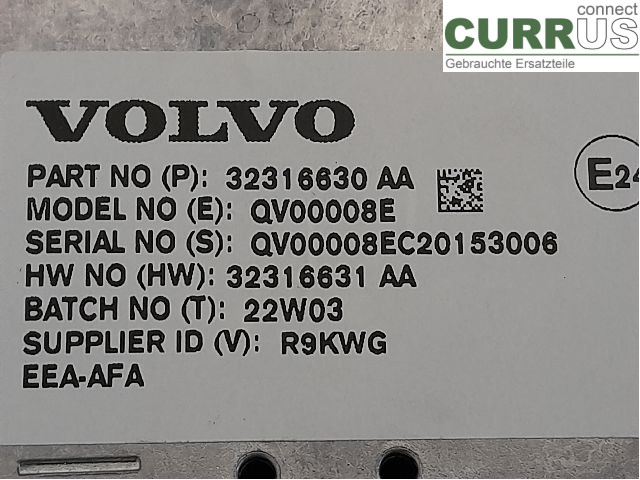 connect
CURRUS
Gebrauchte Ersatzteile
VOLVO
PART NO (P): 32316630 AA
MODEL NO (E): QV00008E
SERIAL NO (S): QV00008EC20153006
HW NO (HW): 32316631 AA
BATCH NO (T): 22W03
SUPPLIER ID (V): R9KWG
EEA-AFA
E24